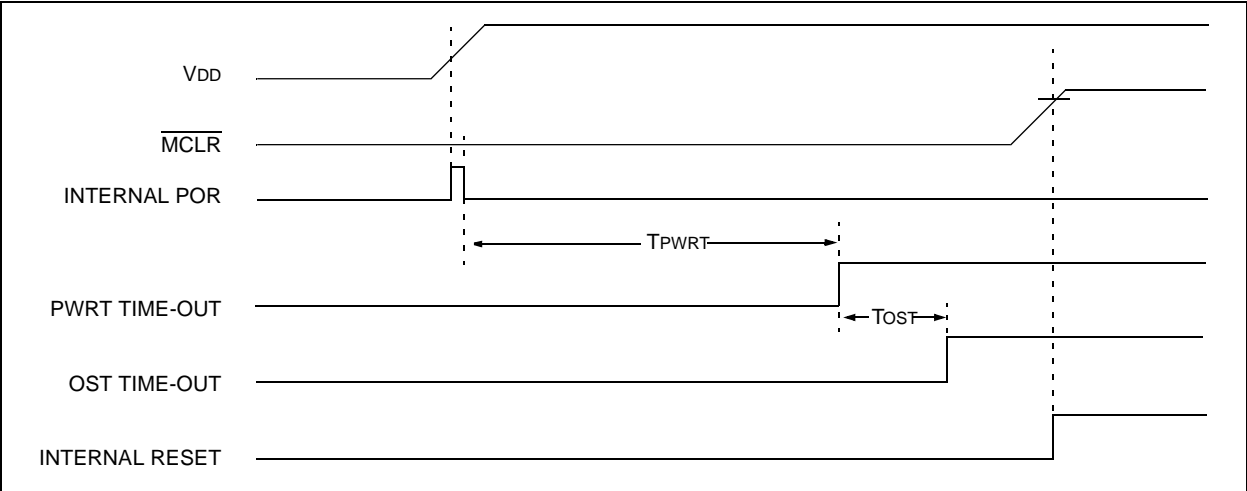 VDD
MCLR
INTERNAL POR
TPWRT
PWRT TIME-OUT
TOST
OST TIME-OUT
INTERNAL RESET